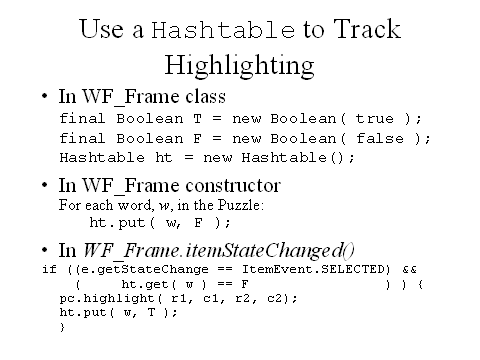 Use a Hashtable to Track
Highlighting
• In WF_Frame class
final Boolean T = new Boolean( true );
final Boolean F = new Boolean( false );
Hashtable ht = new Hashtable();
• In WF_Frame constructor
For each word, w, in the Puzzle:
ht.put( w, F );
• In WF_Frame.itemStateChanged()
if ((e.getStateChange == ItemEvent.SELECTED) &&
( ht.get( w ) == F ) ) {
pc.highlight( r1, c1, r2, c2);
ht.put( w, T );
}